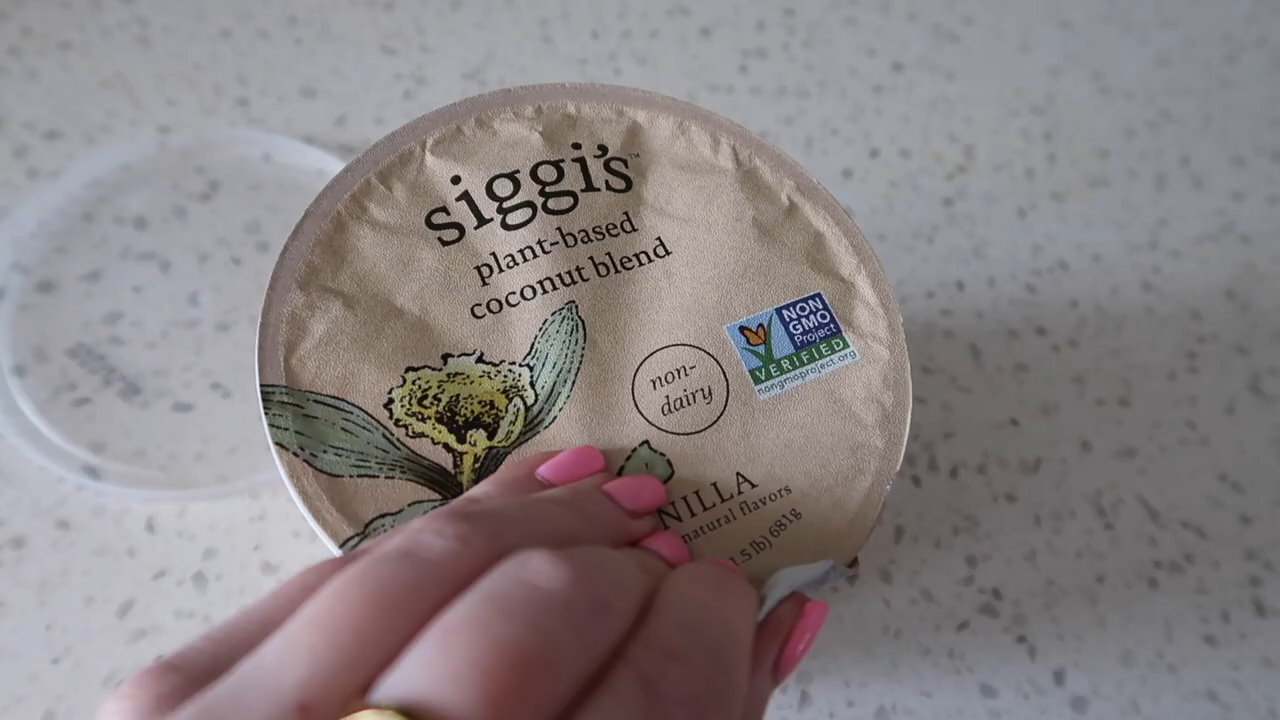 siggi's™
plant-based
coconut blend
NON
GMO
Project
VERIFIED
nongmoproject.org
non-
dairy
NILLA
natural flavors
1.5 lb) 681g